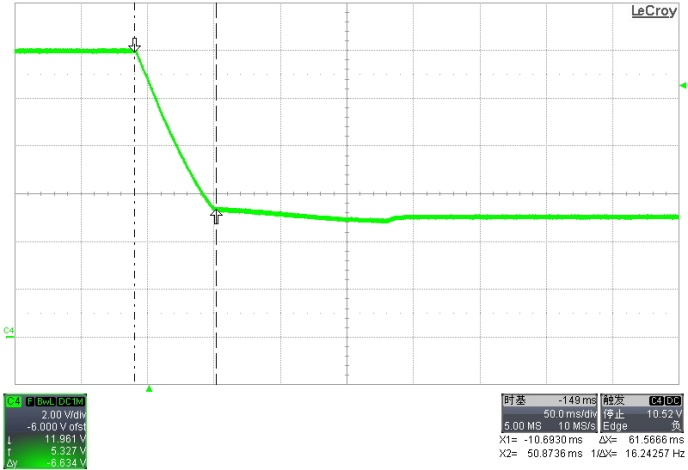 LeCroy
C4
C4 F BwL DC1M
2.00 V/div
-6.000 V ofst
↓ 11.961 V
↑ 5.327 V
Δy -6.634 V
时基 -149 ms
50.0 ms/div
5.00 MS 10 MS/s
触发 C4 DC
停止 10.52 V
Edge 负
X1= -10.6930 ms ΔX= 61.5666 ms
X2= 50.8736 ms 1/ΔX= 16.24257 Hz